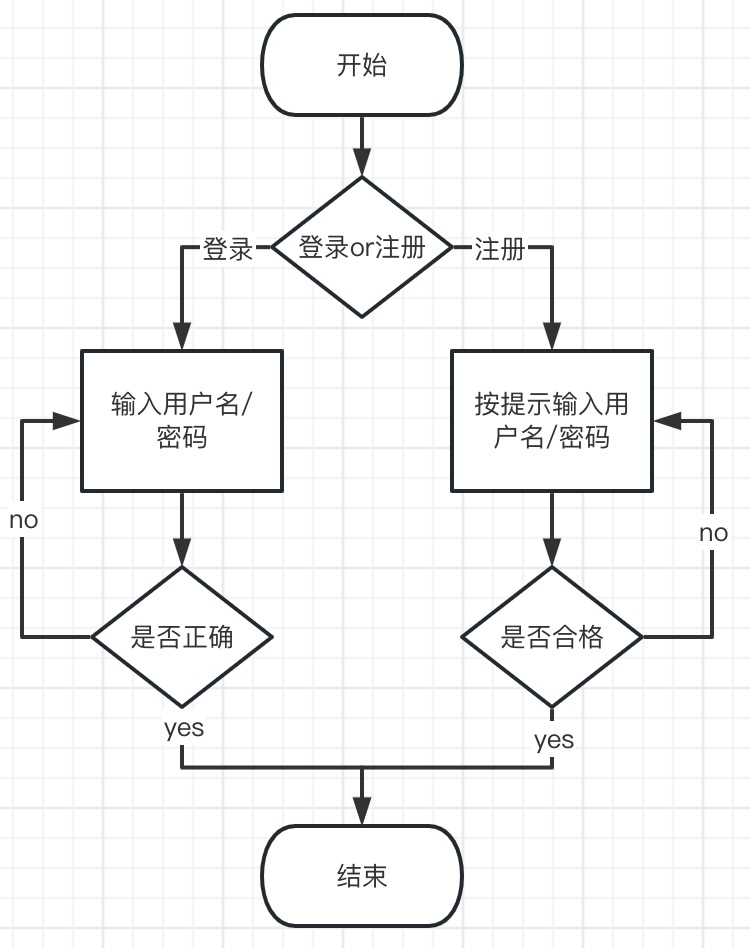 开始
登录
登录or注册
注册
输入用户名/
密码
按提示输入用
户名/密码
no
no
是否正确
是否合格
yes
yes
结束